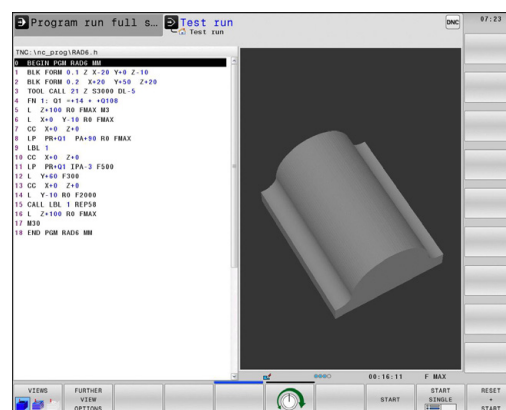 Program run full s...
Test run
Test run
DNC
07:23
TNC:\nc_prog\RAD6.h
0 BEGIN PGM RAD6 MM
1 BLK FORM 0.1 Z X-20 Y+0 Z-10
2 BLK FORM 0.2 X+20 Y+50 Z+20
3 TOOL CALL 21 Z S3000 DL-5
4 FN 1: Q1 =+14 + +Q108
5 L Z+100 R0 FMAX M3
6 L X+0 Y-10 R0 FMAX
7 CC X+0 Z+0
8 LP PR+Q1 PA+90 R0 FMAX
9 LBL 1
10 CC X+0 Z+0
11 LP PR+Q1 IPA-3 F500
12 L Y+60 F300
13 CC X+0 Z+0
14 L Y-10 R0 F2000
15 CALL LBL 1 REP58
16 L Z+100 R0 FMAX
17 M30
18 END PGM RAD6 MM
00:16:11 F MAX
VIEWS
FURTHER
VIEW
OPTIONS
START
START
SINGLE
RESET
+
START